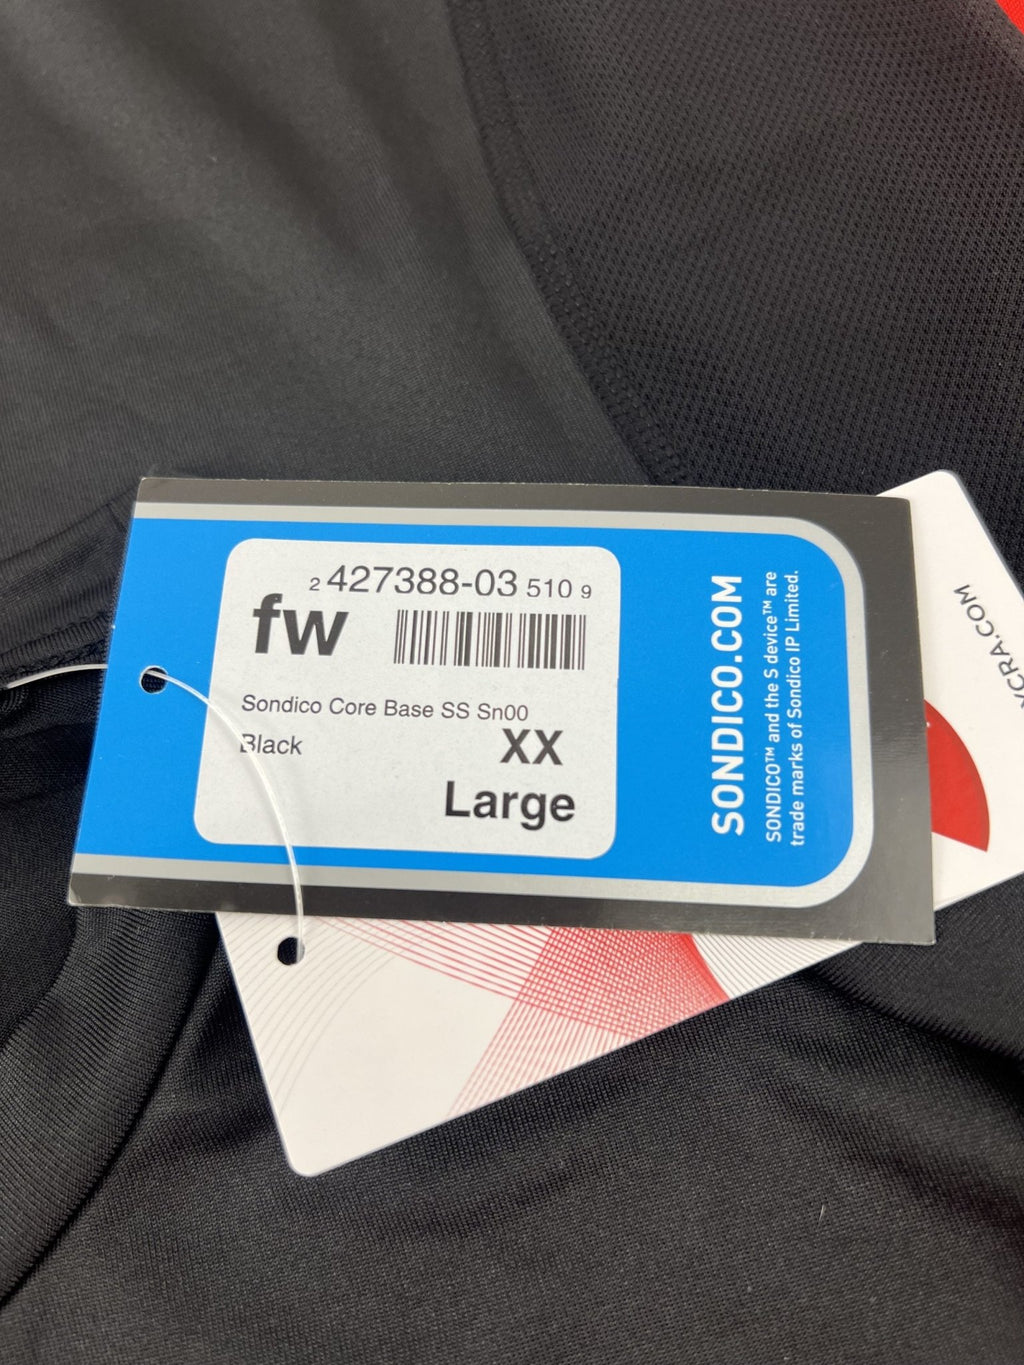 2 427388-03 510 9
fw
Sondico Core Base SS Sn00
Black
XX
Large
SONDICO.COM
SONDICO™ and the S device™ are
trade marks of Sondico IP Limited.
YCRA.COM